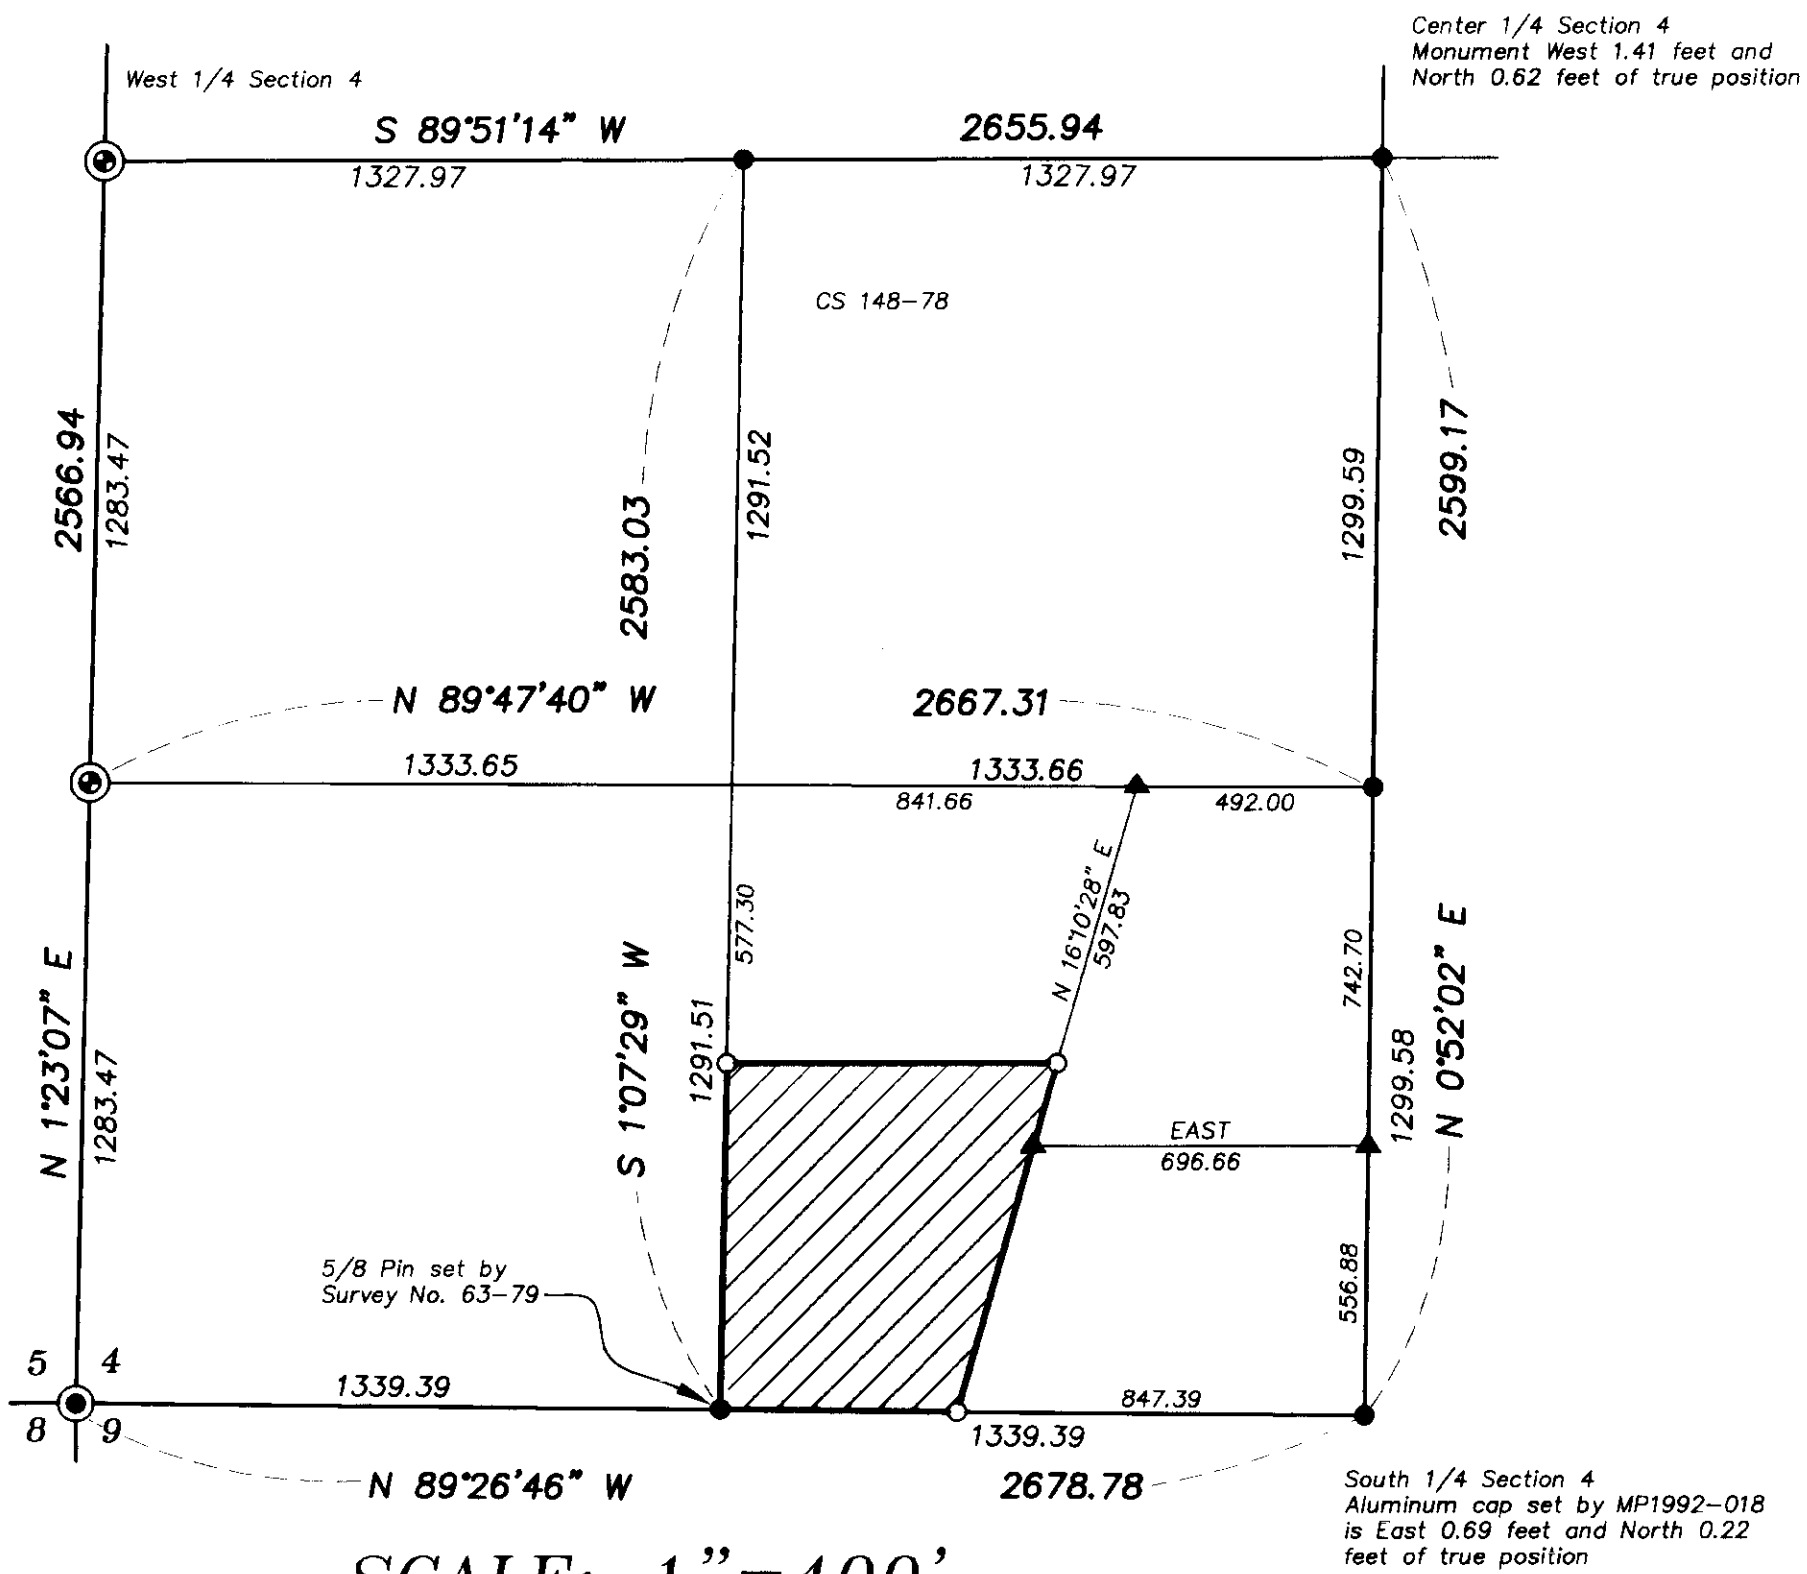 Center 1/4 Section 4
Monument West 1.41 feet and
North 0.62 feet of true position
West 1/4 Section 4
S 89°51'14" W
2655.94
1327.97
1327.97
CS 148-78
2566.94
1283.47
2583.03
1291.52
1299.59
2599.17
N 89°47'40" W
2667.31
1333.65
1333.66
841.66
492.00
N 16°10'28" E
597.83
577.30
742.70
N 1°23'07" E
1283.47
S 1°07'29" W
1291.51
1299.58
N 0°52'02" E
EAST
696.66
556.88
5/8 Pin set by
Survey No. 63-79
5 4
8 9
1339.39
847.39
1339.39
N 89°26'46" W
2678.78
South 1/4 Section 4
Aluminum cap set by MP1992-018
is East 0.69 feet and North 0.22
feet of true position
SCALE: 1"=400'